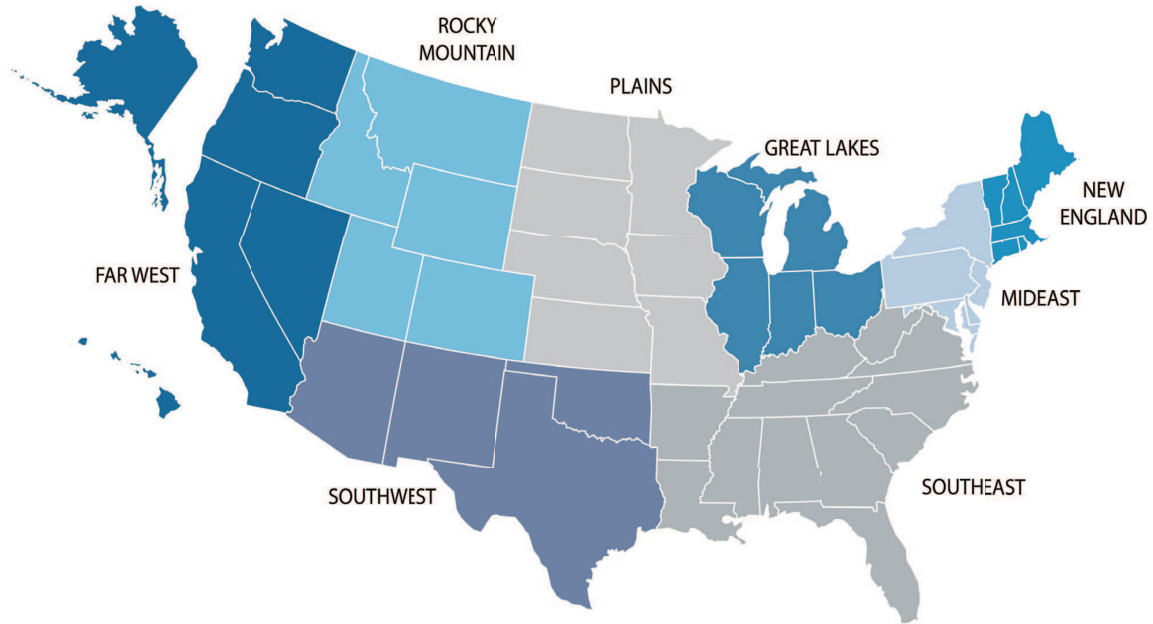 ROCKY
MOUNTAIN
PLAINS
GREAT LAKES
NEW
ENGLAND
FAR WEST
MIDEAST
SOUTHWEST
SOUTHEAST